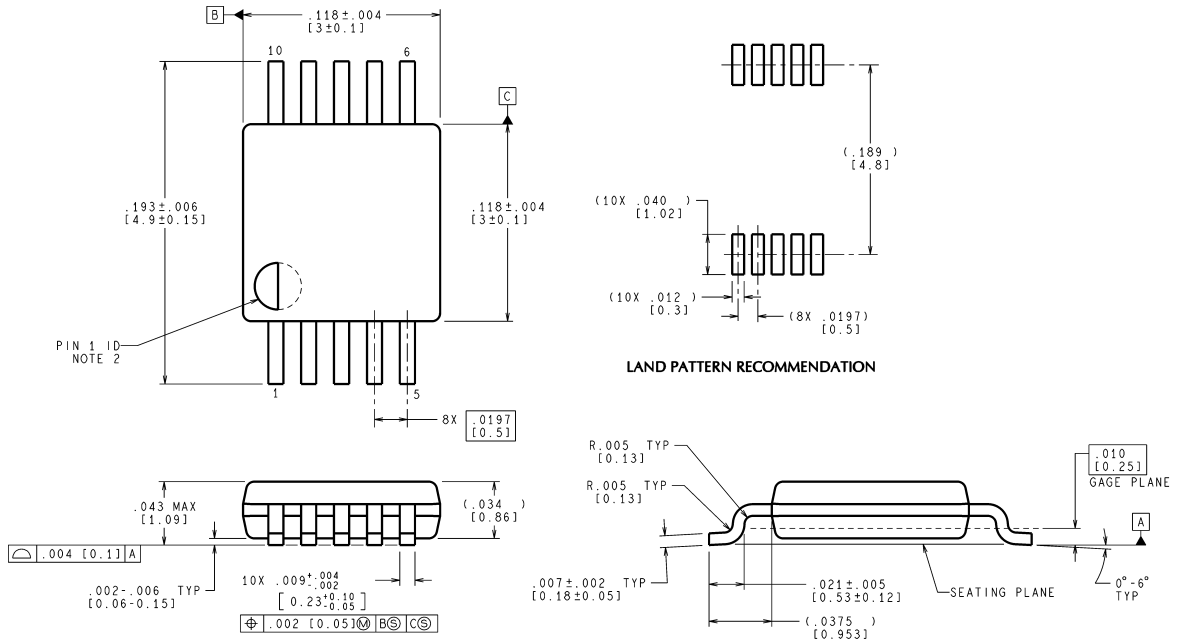 B
.118±.004
[3±0.1]
10
6
C
.193±.006
[4.9±0.15]
.118±.004
[3±0.1]
PIN 1 ID
NOTE 2
1
5
8X .0197
[0.5]
(.189 )
[4.8]
(10X .040 )
[1.02]
(10X .012 )
[0.3]
(8X .0197)
[0.5]
LAND PATTERN RECOMMENDATION
.043 MAX
[1.09]
(.034 )
[0.86]
⌓ .004 [0.1] A
.002-.006 TYP
[0.06-0.15]
10X .009+.004 -.002
[ 0.23+0.10 -0.05 ]
⌖ .002 [0.05]Ⓜ BⓈ CⓈ
R.005 TYP
[0.13]
R.005 TYP
[0.13]
.010
[0.25]
GAGE PLANE
A
.007±.002 TYP
[0.18±0.05]
.021±.005
[0.53±0.12]
SEATING PLANE
0°-6°
TYP
(.0375 )
[0.953]